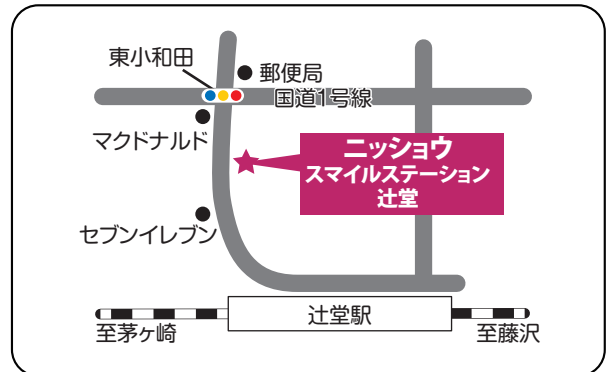 東小和田
郵便局
国道1号線
マクドナルド
ニッショウ
スマイルステーション
辻堂
セブンイレブン
辻堂駅
至茅ヶ崎
至藤沢